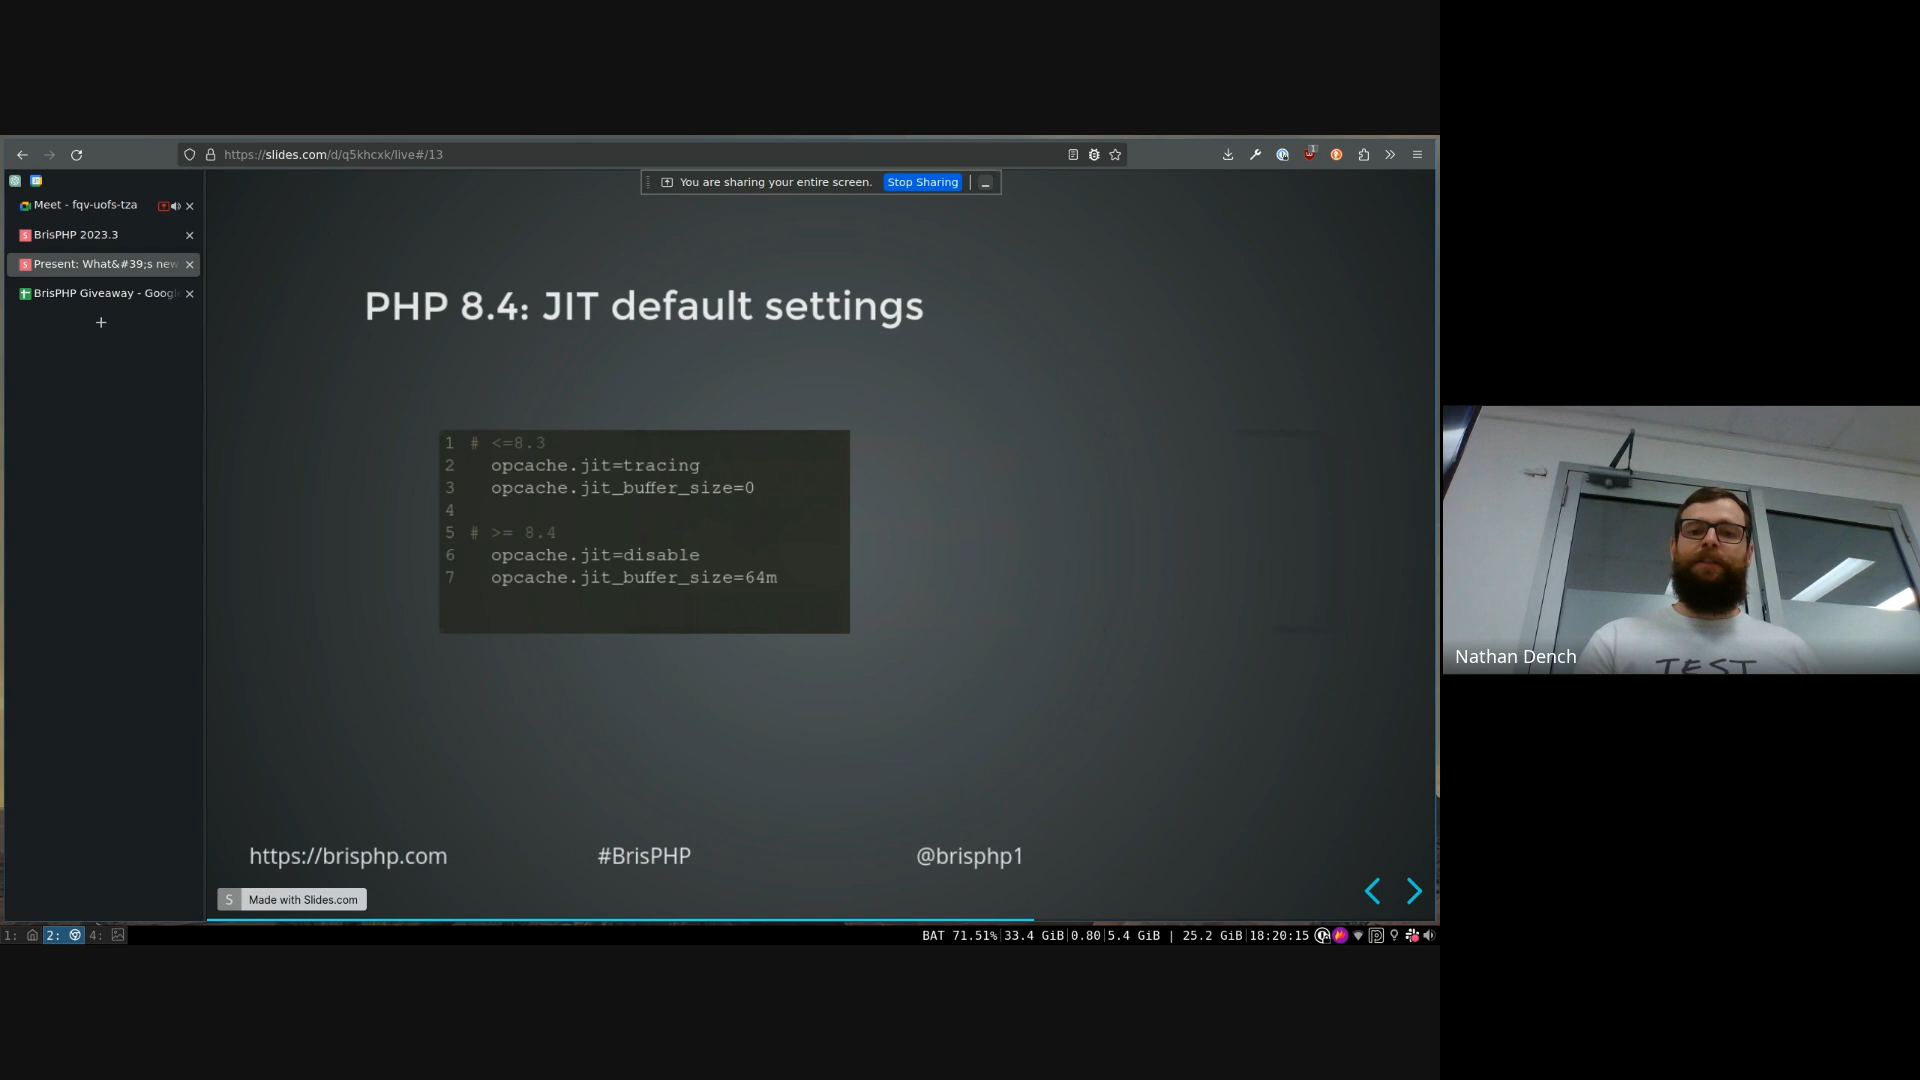 https://slides.com/d/q5khcxk/live#/13
1
You are sharing your entire screen. Stop Sharing
Meet - fqv-uofs-tza
BrisPHP 2023.3
Present: What&#39;s new
BrisPHP Giveaway - Googl
PHP 8.4: JIT default settings
1 # <=8.3
2 opcache.jit=tracing
3 opcache.jit_buffer_size=0
4
5 # >= 8.4
6 opcache.jit=disable
7 opcache.jit_buffer_size=64m
Nathan Dench
TEST
https://brisphp.com #BrisPHP @brisphp1
S Made with Slides.com
1: 2: 4: BAT 71.51%|33.4 GiB|0.80|5.4 GiB | 25.2 GiB|18:20:15